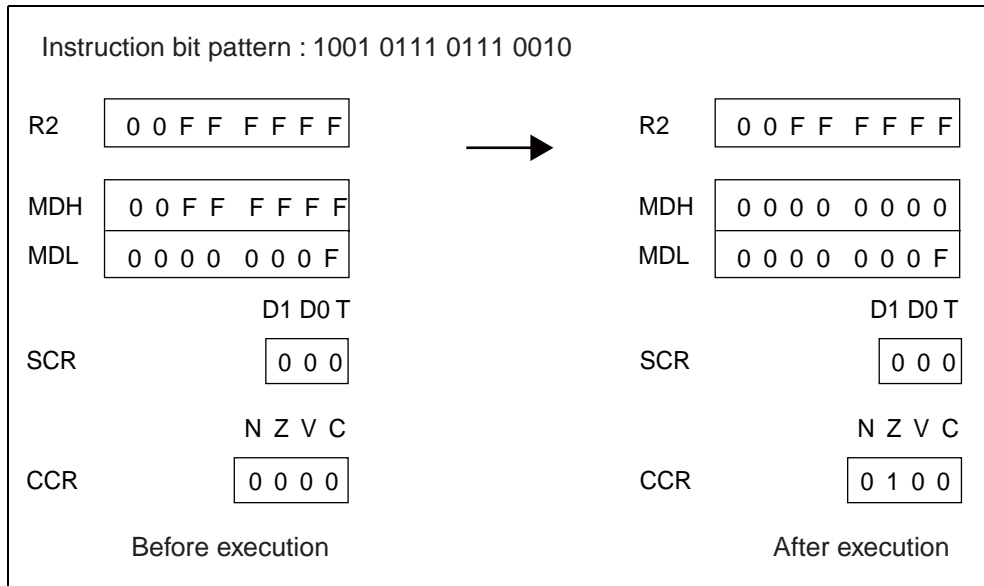 Instruction bit pattern : 1001 0111 0111 0010
R2 0 0 F F F F F F
R2 0 0 F F F F F F
MDH 0 0 F F F F F F
MDH 0 0 0 0 0 0 0 0
MDL 0 0 0 0 0 0 0 F
MDL 0 0 0 0 0 0 0 F
D1 D0 T
D1 D0 T
SCR 0 0 0
SCR 0 0 0
N Z V C
N Z V C
CCR 0 0 0 0
CCR 0 1 0 0
Before execution
After execution